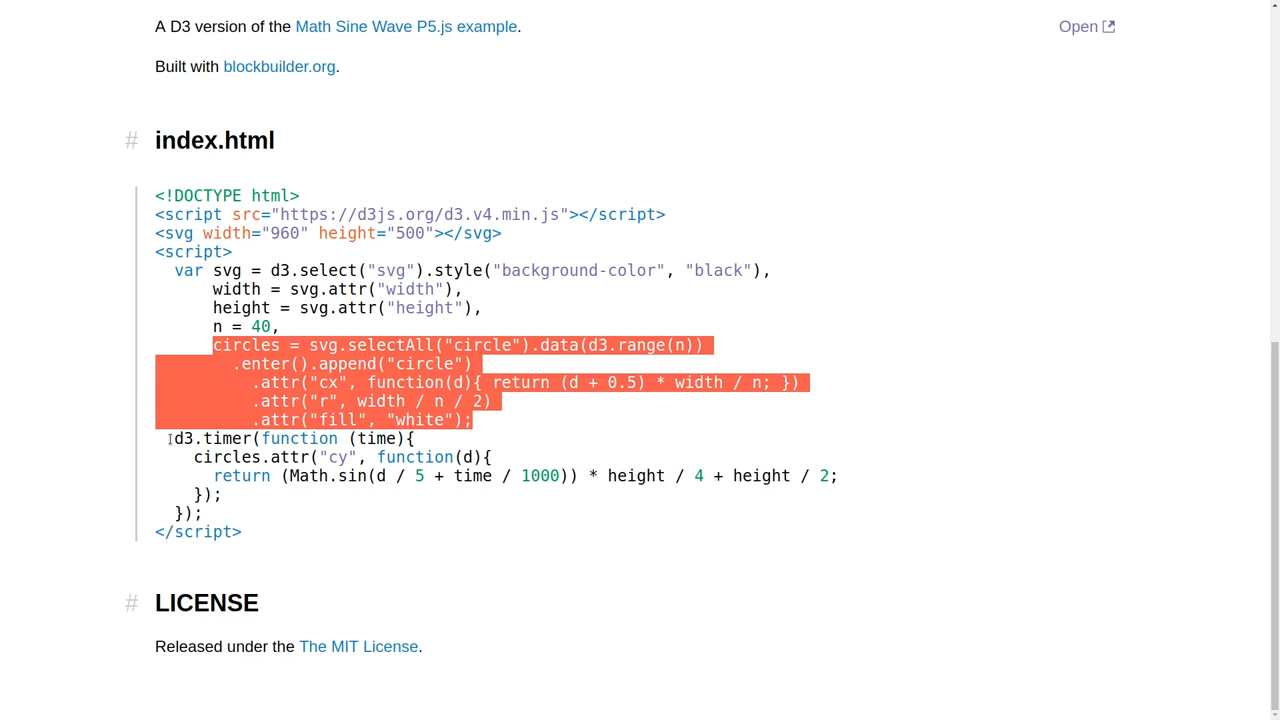 A D3 version of the Math Sine Wave P5.js example.
Open
Built with blockbuilder.org.
# index.html
<!DOCTYPE html>
<script src="https://d3js.org/d3.v4.min.js"></script>
<svg width="960" height="500"></svg>
<script>
  var svg = d3.select("svg").style("background-color", "black"),
      width = svg.attr("width"),
      height = svg.attr("height"),
      n = 40,
      circles = svg.selectAll("circle").data(d3.range(n))
        .enter().append("circle")
          .attr("cx", function(d){ return (d + 0.5) * width / n; })
          .attr("r", width / n / 2)
          .attr("fill", "white");
  d3.timer(function (time){
    circles.attr("cy", function(d){
      return (Math.sin(d / 5 + time / 1000)) * height / 4 + height / 2;
    });
  });
</script>
# LICENSE
Released under the The MIT License.